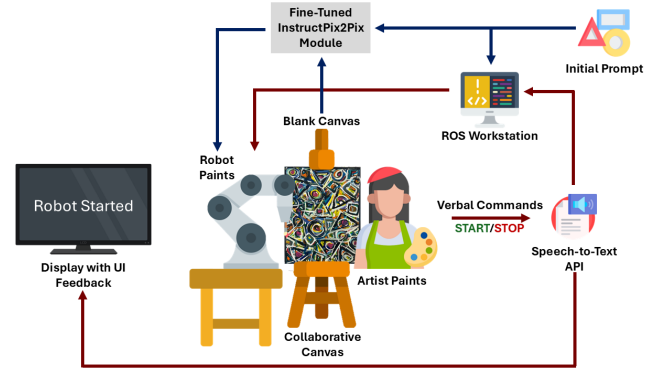 Fine-Tuned
InstructPix2Pix
Module
Initial Prompt
ROS Workstation
Blank Canvas
Robot
Paints
Robot Started
Verbal Commands
START/STOP
Display with UI
Feedback
Artist Paints
Speech-to-Text
API
Collaborative
Canvas